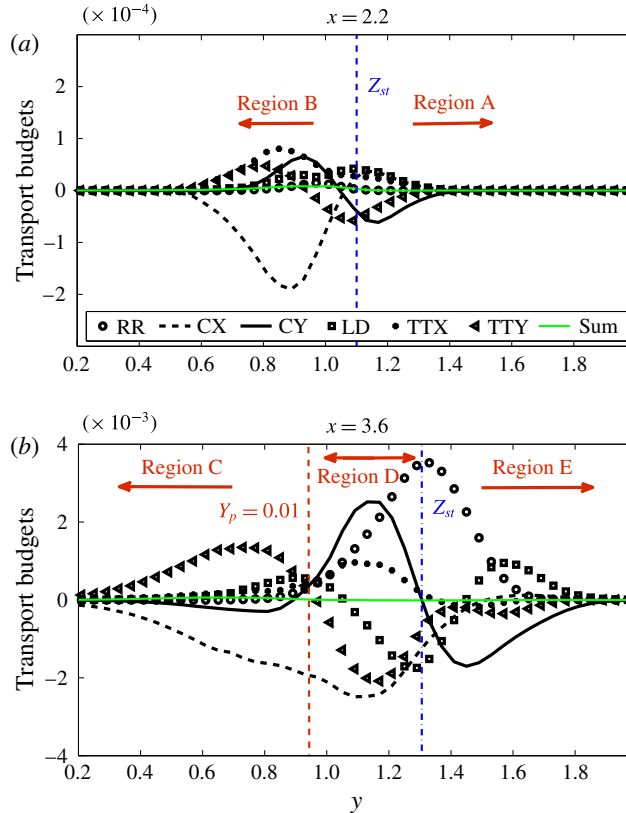 (× 10⁻⁴) x = 2.2
(a)
3
2
1
0
−1
−2
Transport budgets
Region B
Z_st
Region A
RR CX CY LD TTX TTY Sum
0.2 0.4 0.6 0.8 1.0 1.2 1.4 1.6 1.8
(× 10⁻³) x = 3.6
(b)
4
2
0
−2
−4
Transport budgets
Region C
Region D
Region E
Y_p = 0.01
Z_st
0.2 0.4 0.6 0.8 1.0 1.2 1.4 1.6 1.8
y